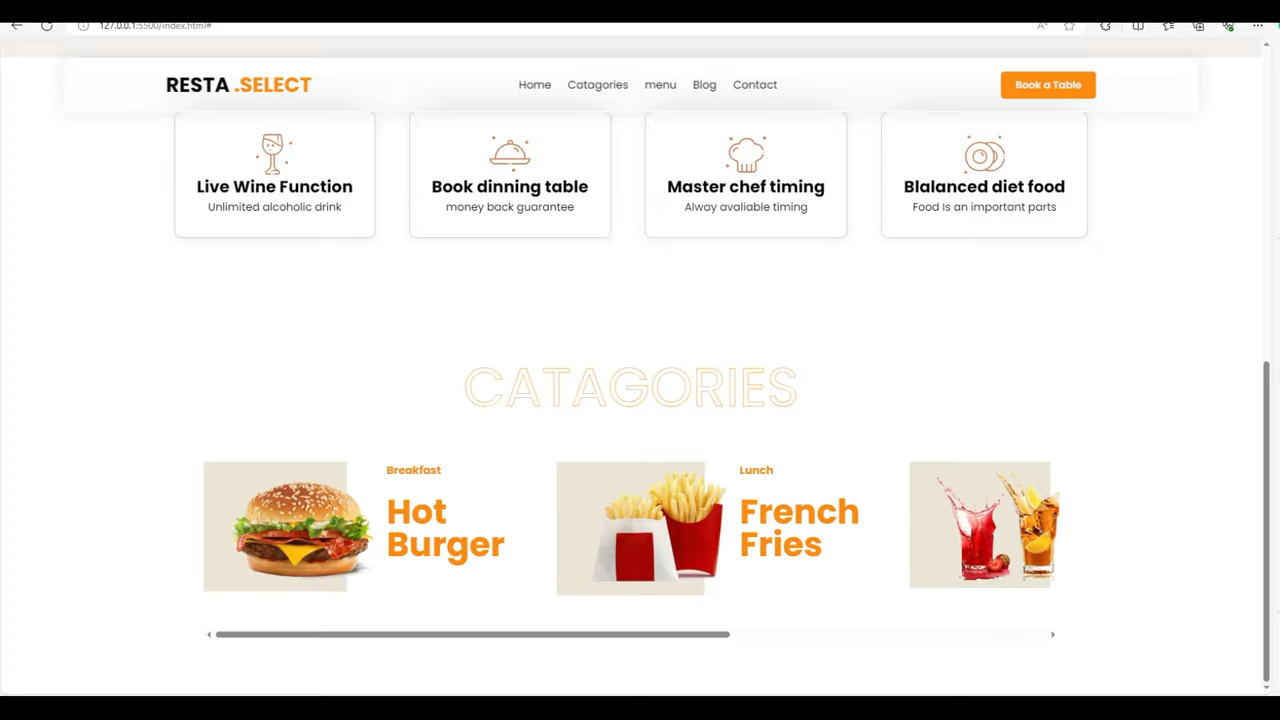 127.0.0.1:5500/index.html#
RESTA .SELECT
Home
Catagories
menu
Blog
Contact
Book a Table
Live Wine Function
Unlimited alcoholic drink
Book dinning table
money back guarantee
Master chef timing
Alway avaliable timing
Blalanced diet food
Food Is an important parts
CATAGORIES
Breakfast
Hot
Burger
Lunch
French
Fries